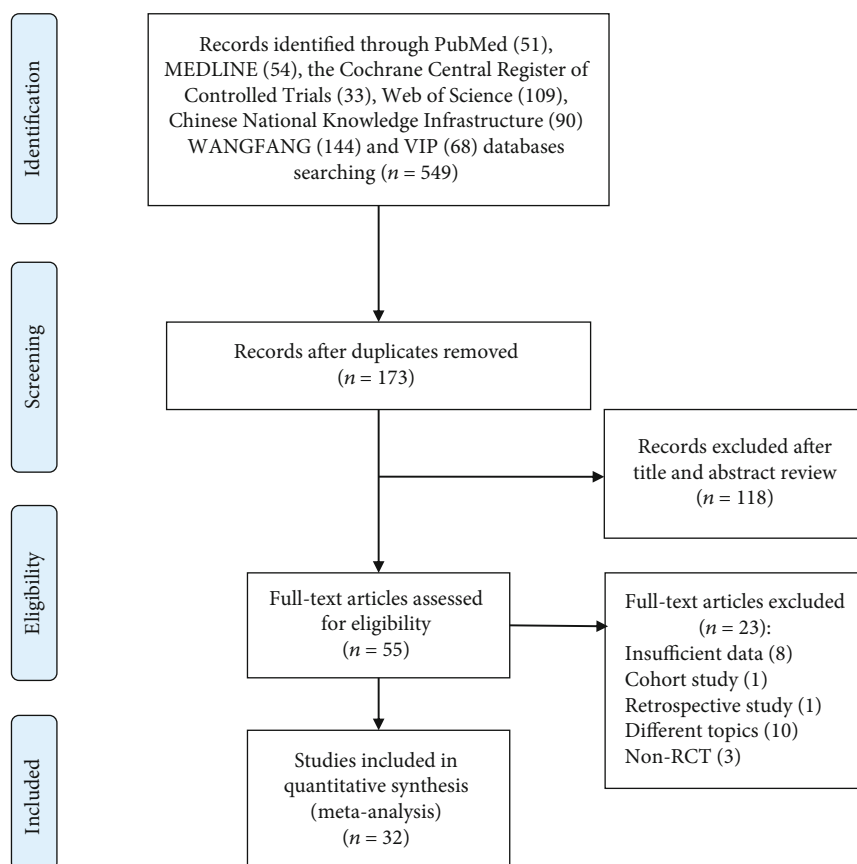 Identification
Records identified through PubMed (51),
MEDLINE (54), the Cochrane Central Register of
Controlled Trials (33), Web of Science (109),
Chinese National Knowledge Infrastructure (90)
WANGFANG (144) and VIP (68) databases
searching (n = 549)
Screening
Records after duplicates removed
(n = 173)
Records excluded after
title and abstract review
(n = 118)
Eligibility
Full-text articles assessed
for eligibility
(n = 55)
Full-text articles excluded
(n = 23):
Insufficient data (8)
Cohort study (1)
Retrospective study (1)
Different topics (10)
Non-RCT (3)
Included
Studies included in
quantitative synthesis
(meta-analysis)
(n = 32)